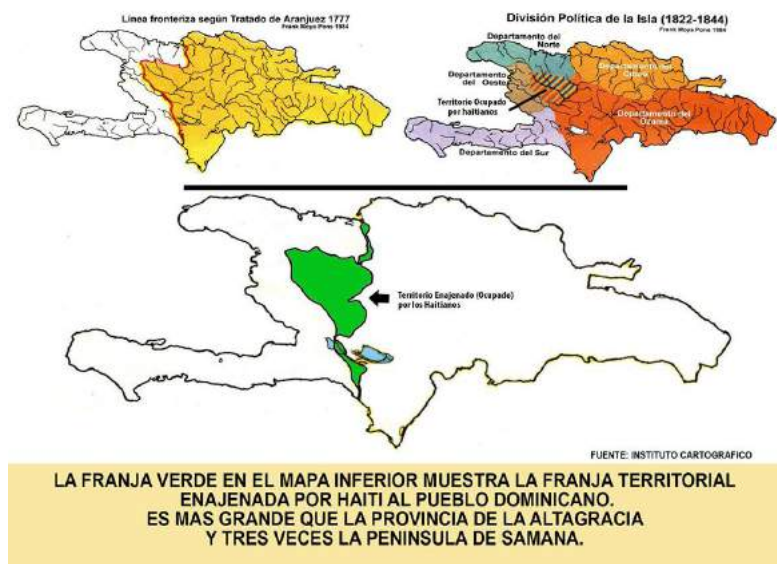 Línea fronteriza según Tratado de Aranjuez 1777
Frank Moya Pons 1984
División Política de la Isla (1822-1844)
Frank Moya Pons 1984
Departamento del
Norte
Departamento del
Cibao
Departamento
del Oeste
Territorio Ocupado
por haitianos
Departamento del
Ozama
Departamento del Sur
Territorio Enajenado (Ocupado)
por los Haitianos
FUENTE: INSTITUTO CARTOGRAFICO
LA FRANJA VERDE EN EL MAPA INFERIOR MUESTRA LA FRANJA TERRITORIAL
ENAJENADA POR HAITI AL PUEBLO DOMINICANO.
ES MAS GRANDE QUE LA PROVINCIA DE LA ALTAGRACIA
Y TRES VECES LA PENINSULA DE SAMANA.